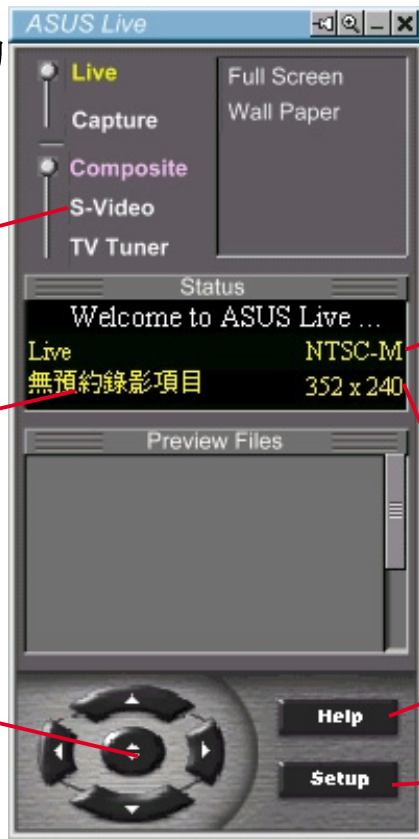 ASUS Live
Live
Capture
Composite
S-Video
TV Tuner
Full Screen
Wall Paper
Status
Welcome to ASUS Live ...
Live NTSC-M
無預約錄影項目 352 x 240
Preview Files
Help
Setup